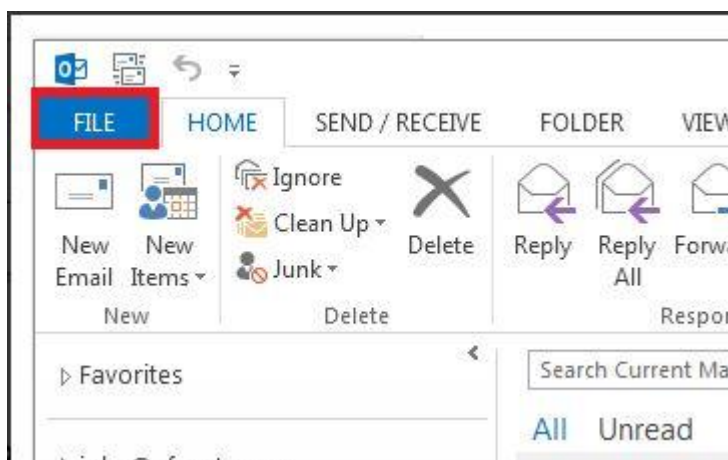 FILE HOME SEND / RECEIVE FOLDER VIEW
Ignore
Clean Up
Junk
New Email
New Items
Delete
Reply
Reply All
New
Delete
Favorites
Search Current
All Unread